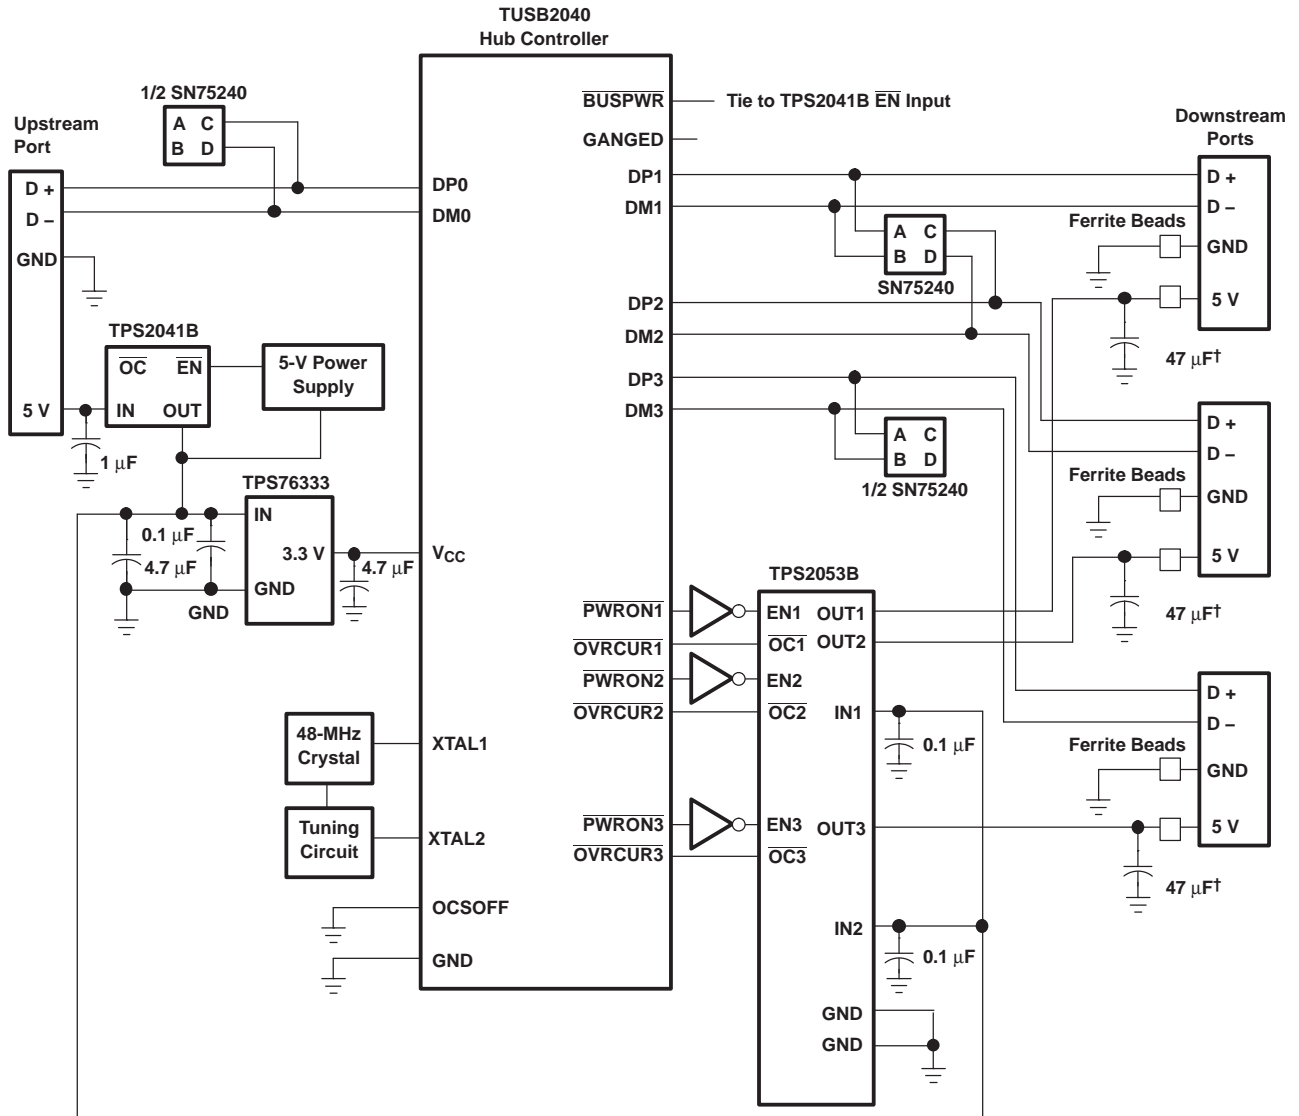 TUSB2040
Hub Controller
1/2 SN75240
A C
B D
Upstream
Port
D +
D –
GND
5 V
TPS2041B
OC EN
IN OUT
5-V Power
Supply
1 µF
TPS76333
IN
3.3 V
GND
0.1 µF
4.7 µF
GND
4.7 µF
48-MHz
Crystal
Tuning
Circuit
DP0
DM0
VCC
XTAL1
XTAL2
OCSOFF
GND
BUSPWR
Tie to TPS2041B EN Input
GANGED
DP1
DM1
DP2
DM2
DP3
DM3
PWRON1
OVRCUR1
PWRON2
OVRCUR2
PWRON3
OVRCUR3
A C
B D
SN75240
A C
B D
1/2 SN75240
TPS2053B
EN1 OUT1
OC1 OUT2
EN2
OC2 IN1
EN3 OUT3
OC3
IN2
GND
GND
0.1 µF
0.1 µF
Downstream
Ports
D +
D –
Ferrite Beads
GND
5 V
47 µF†
D +
D –
Ferrite Beads
GND
5 V
47 µF†
D +
D –
Ferrite Beads
GND
5 V
47 µF†